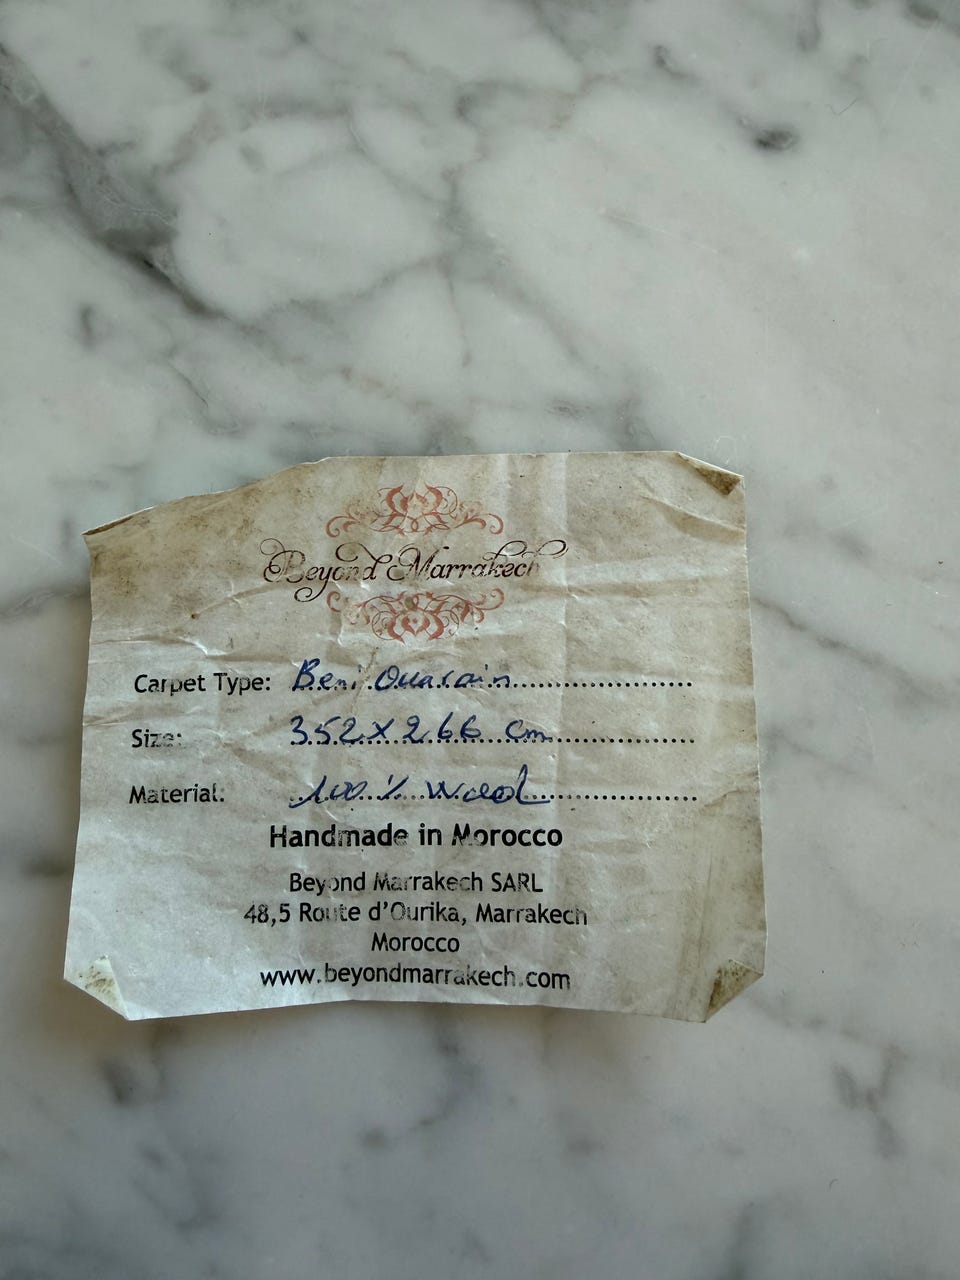 Beyond Marrakech
Carpet Type: Beni Ouarain
Size: 352 x 266 cm
Material: 100 % wool
Handmade in Morocco
Beyond Marrakech SARL
48,5 Route d'Ourika, Marrakech
Morocco
www.beyondmarrakech.com